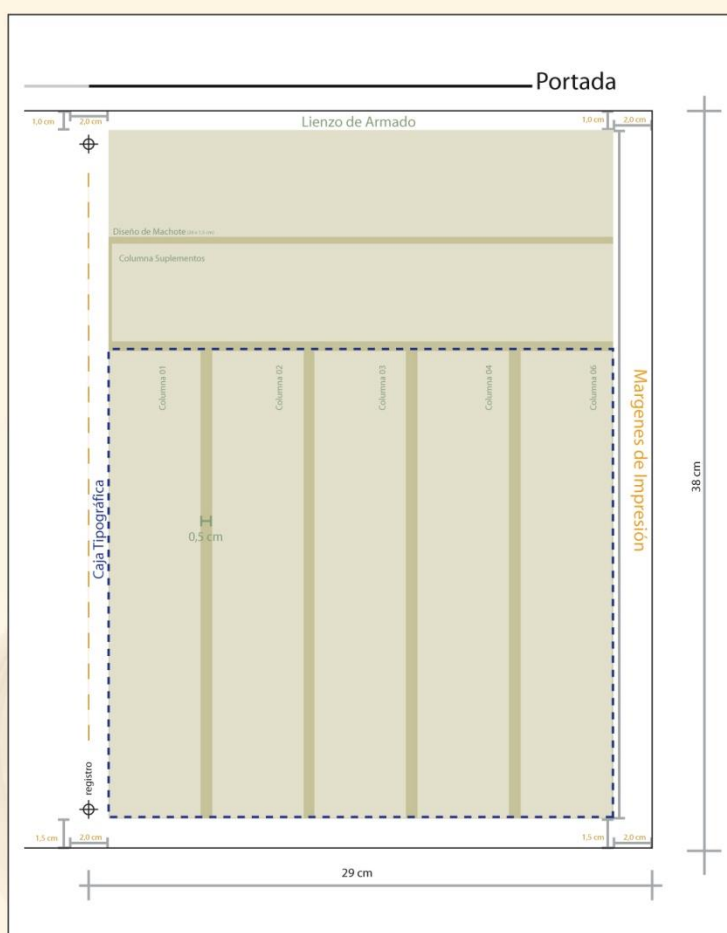 Portada
1,0 cm
2,0 cm
Lienzo de Armado
1,0 cm
2,0 cm
Diseño de Machote
Columna Suplementos
Columna 01
Columna 02
Columna 03
Columna 04
Columna 06
Margenes de Impresión
38 cm
Caja Tipográfica
0,5 cm
registro
1,5 cm
2,0 cm
1,5 cm
2,0 cm
29 cm